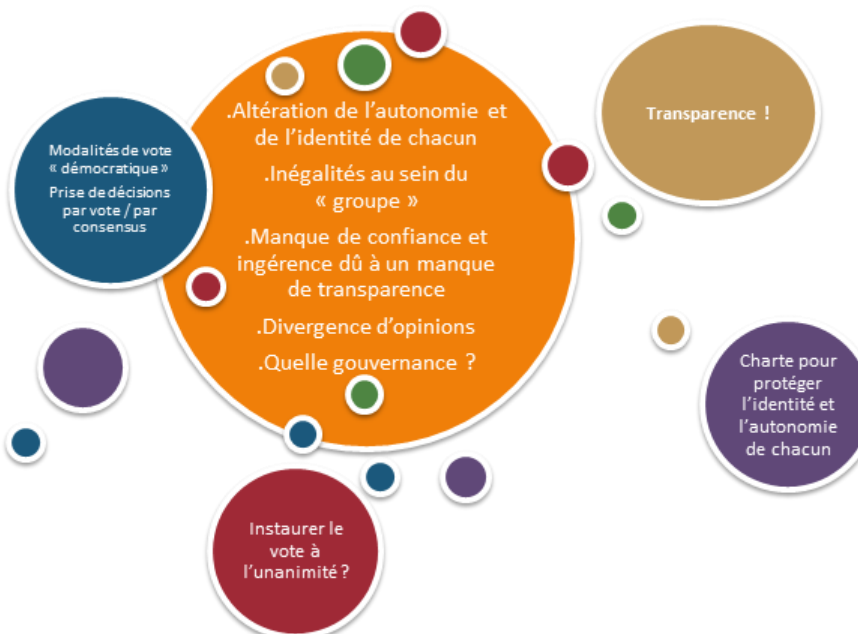 .Altération de l'autonomie et
de l'identité de chacun
.Inégalités au sein du
« groupe »
.Manque de confiance et
ingérence dû à un manque
de transparence
.Divergence d'opinions
.Quelle gouvernance ?
Modalités de vote
« démocratique »
Prise de décisions
par vote / par
consensus
Transparence !
Charte pour
protéger
l'identité et
l'autonomie
de chacun
Instaurer le
vote à
l'unanimité ?